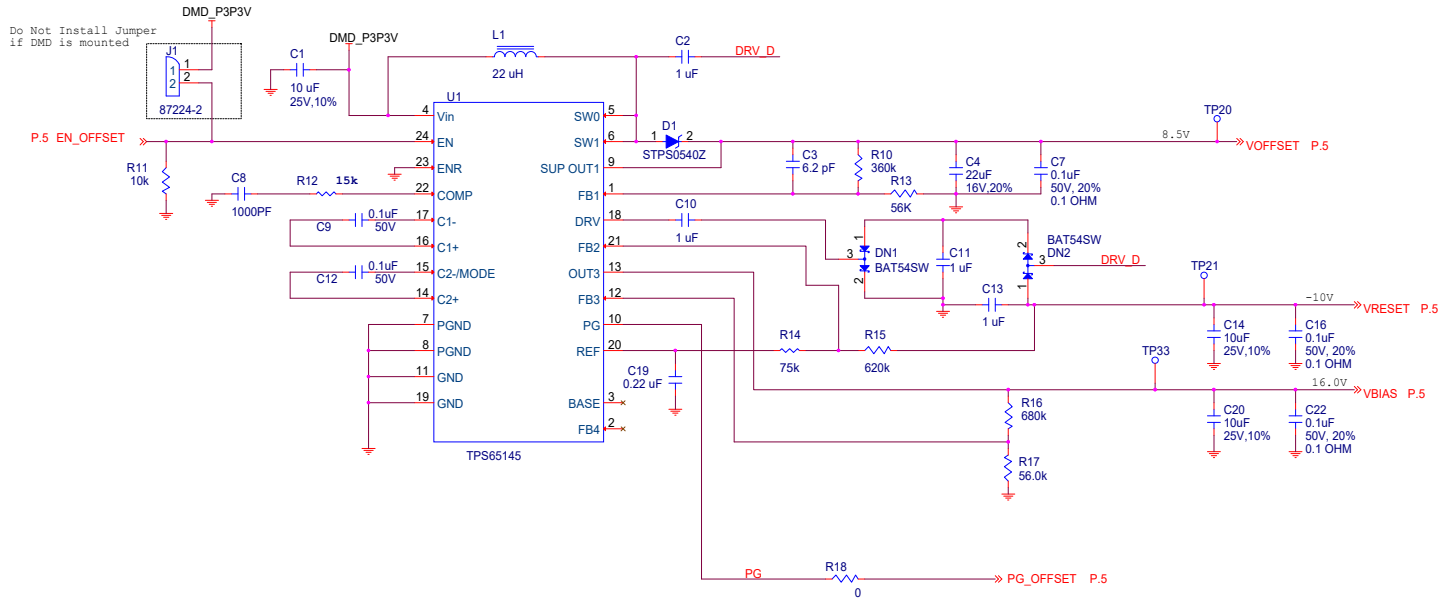 Do Not Install Jumper
if DMD is mounted
DMD_P3P3V
J1
1
2
1
2
87224-2
P.5 EN_OFFSET
R11
10k
DMD_P3P3V
C1
10 uF
25V,10%
L1
22 uH
C2
1 uF
DRV_D
C8
1000PF
R12
15k
C9
0.1uF
50V
C12
0.1uF
50V
U1
4 Vin
24 EN
23 ENR
22 COMP
17 C1-
16 C1+
15 C2-/MODE
14 C2+
7 PGND
8 PGND
11 GND
19 GND
SW0 5
SW1 6
SUP OUT1 9
FB1 1
DRV 18
FB2 21
OUT3 13
FB3 12
PG 10
REF 20
BASE 3
FB4 2
TPS65145
D1
1
2
STPS0540Z
C3
6.2 pF
R10
360k
R13
56K
C4
22uF
16V,20%
C7
0.1uF
50V, 20%
0.1 OHM
TP20
8.5V
VOFFSET P.5
C10
1 uF
1
3
2
DN1
BAT54SW
C11
1 uF
2
3
1
BAT54SW
DN2
DRV_D
C13
1 uF
TP21
-10V
VRESET P.5
C14
10uF
25V,10%
C16
0.1uF
50V, 20%
0.1 OHM
R14
75k
R15
620k
C19
0.22 uF
TP33
16.0V
VBIAS P.5
R16
680k
R17
56.0k
C20
10uF
25V,10%
C22
0.1uF
50V, 20%
0.1 OHM
PG
R18
0
PG_OFFSET P.5